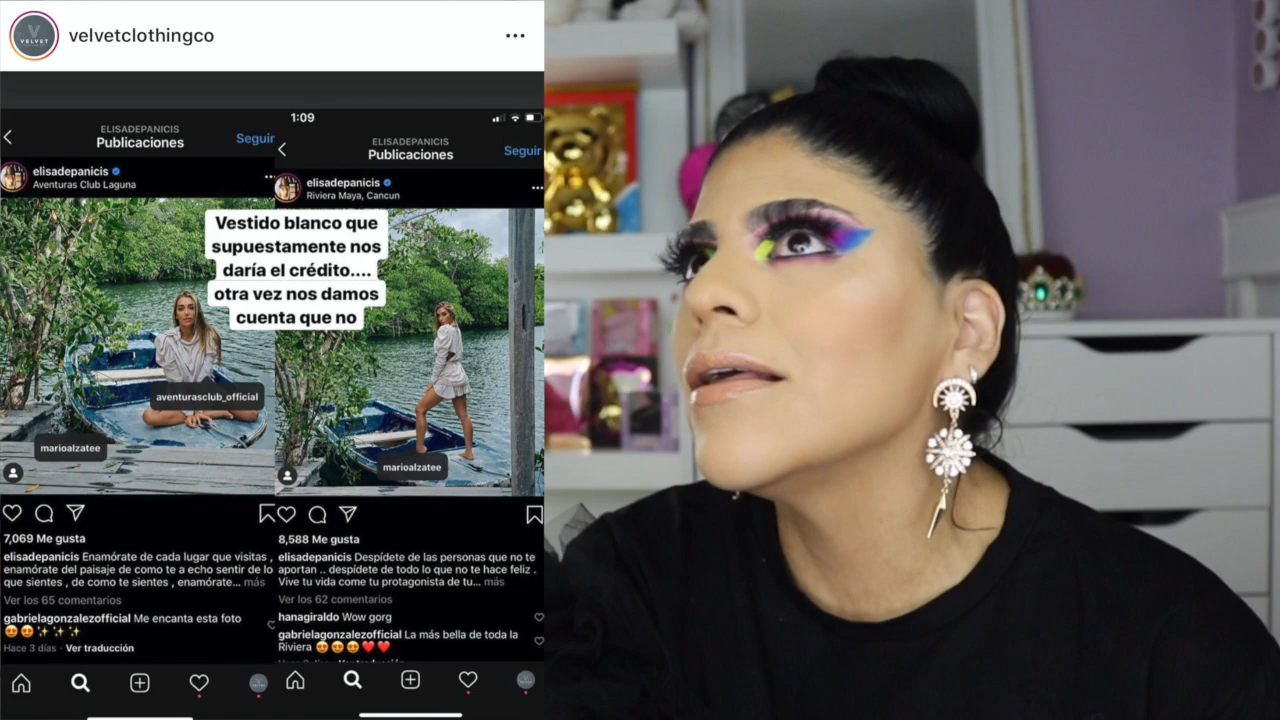 velvetclothingco
VELVET
ELISADEPANICIS
Publicaciones
Seguir
elisadepanicis
Aventuras Club Laguna
1:09
ELISADEPANICIS
Publicaciones
Seguir
elisadepanicis
Riviera Maya, Cancun
Vestido blanco que
supuestamente nos
daría el crédito....
otra vez nos damos
cuenta que no
aventurasclub_official
marioalzatee
marioalzatee
7,069 Me gusta
elisadepanicis Enamórate de cada lugar que visitas ,
enamórate del paisaje de como te a echo sentir de lo
que sientes , de como te sientes , enamórate... más
Ver los 65 comentarios
gabrielagonzalezofficial Me encanta esta foto
😍😍✨✨✨
Hace 3 días · Ver traducción
8,588 Me gusta
elisadepanicis Despídete de las personas que no te
aportan .. despídete de todo lo que no te hace feliz .
Vive tu vida come tu protagonista de tu... más
Ver los 62 comentarios
hanagiraldo Wow gorg
gabrielagonzalezofficial La más bella de toda la
Riviera 😍😍😍❤️❤️